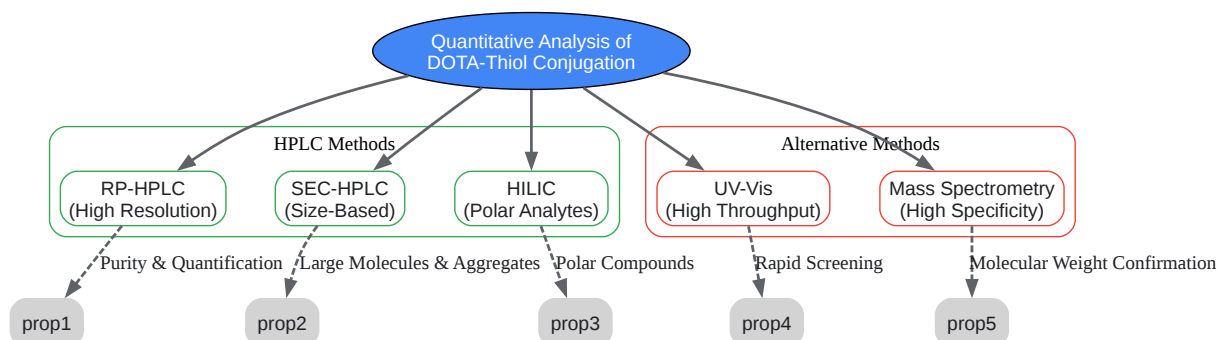 Quantitative Analysis of
DOTA-Thiol Conjugation
HPLC Methods
Alternative Methods
RP-HPLC
(High Resolution)
SEC-HPLC
(Size-Based)
HILIC
(Polar Analytes)
UV-Vis
(High Throughput)
Mass Spectrometry
(High Specificity)
Purity & Quantification
Large Molecules & Aggregates
Polar Compounds
Rapid Screening
Molecular Weight Confirmation
prop1
prop2
prop3
prop4
prop5